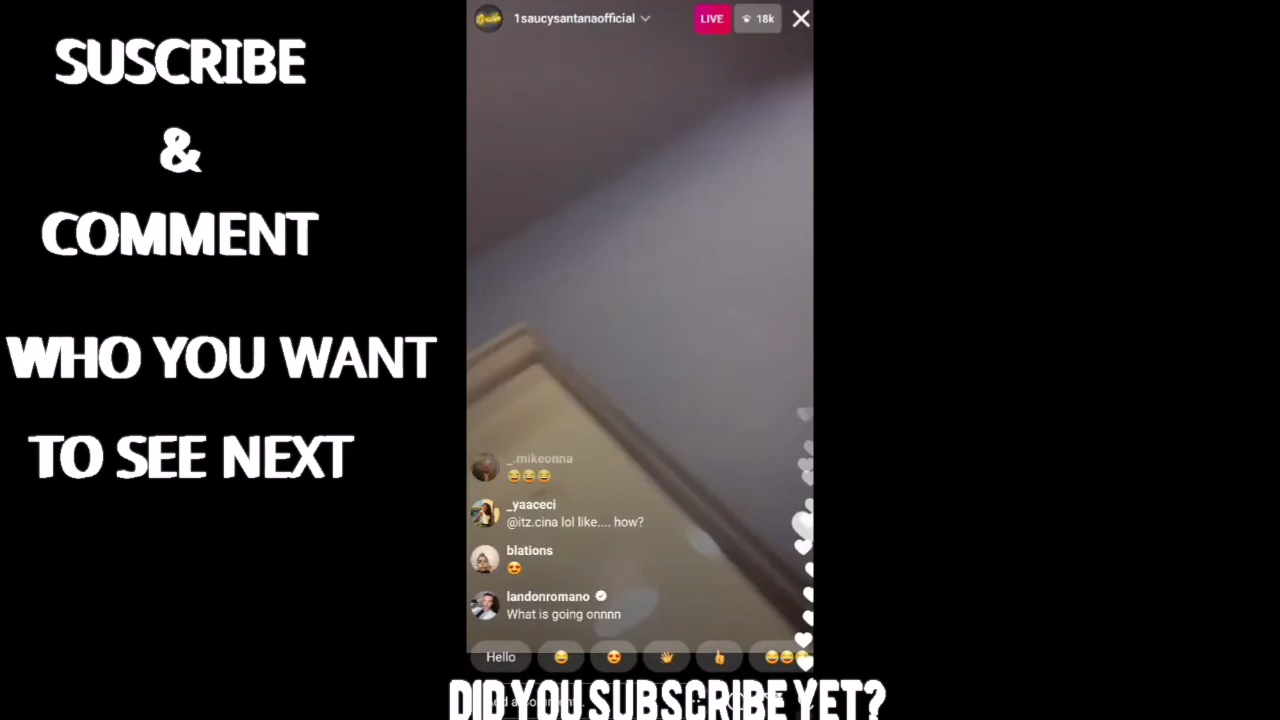 SUSCRIBE
&
COMMENT
WHO YOU WANT
TO SEE NEXT
1saucysantanaofficial
LIVE
18k
_.mikeonna
😂😂😂
_yaaceci
@itz.cina lol like.... how?
blations
😍
landonromano
What is going onnnn
Hello 😂 😍 👋 👍 😂😂😂
DID YOU SUBSCRIBE YET?